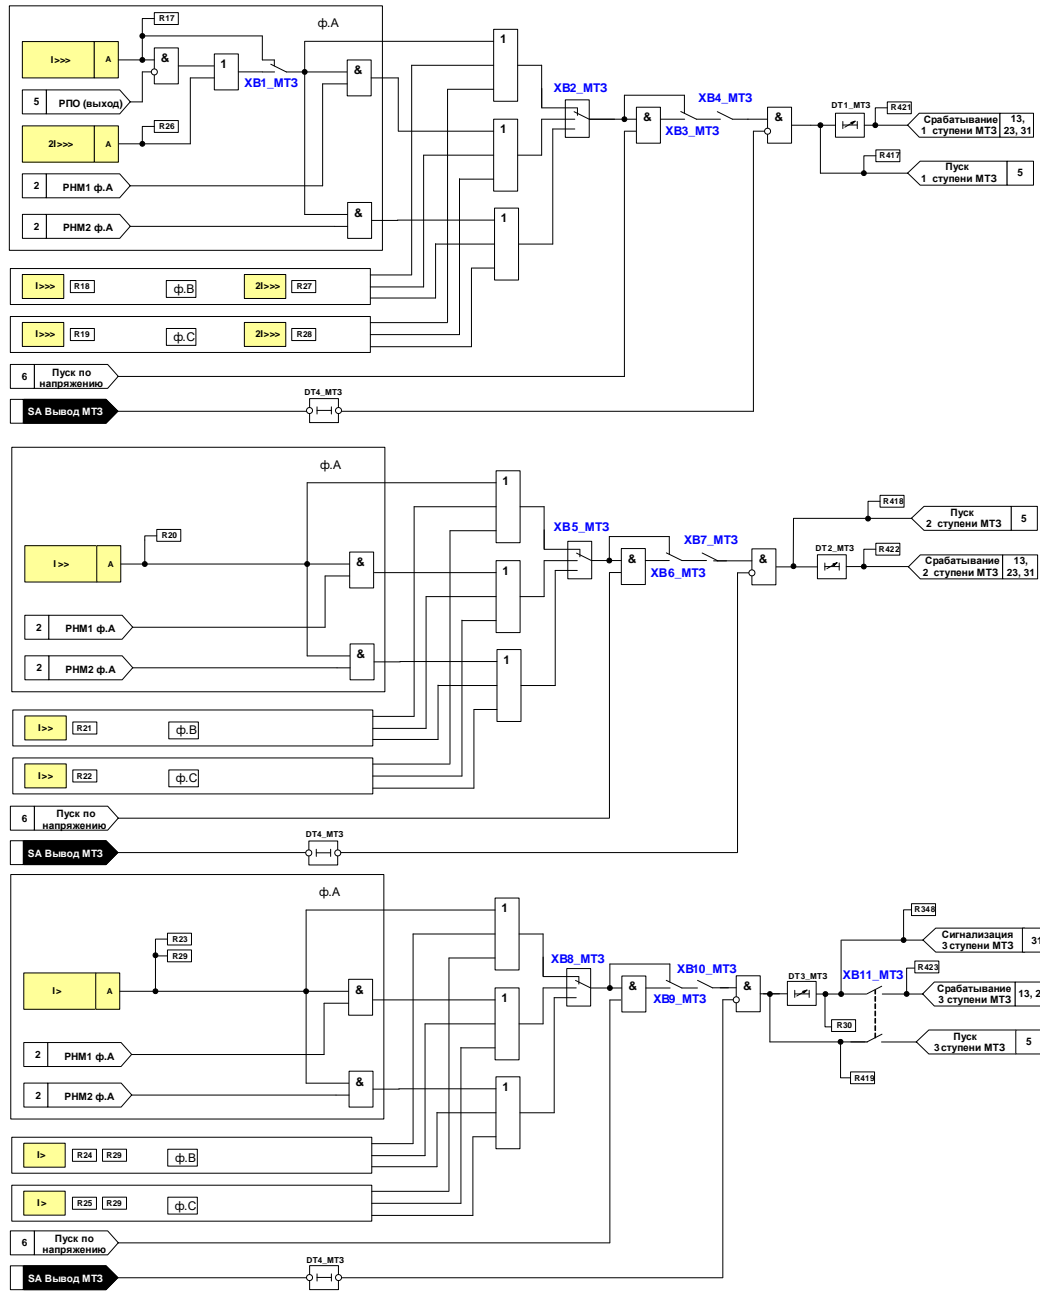 R17
ф.A
1
I>>>
A
&
&
1
XB1_МТЗ
XB2_МТЗ
XB4_МТЗ
5 РПО (выход)
R26
2I>>>
A
1
&
XB3_МТЗ
&
DT1_МТЗ
R421
Срабатывание 13,
1 ступени МТЗ 23, 31
R417
Пуск
1 ступени МТЗ 5
2 РНМ1 ф.А
2 РНМ2 ф.А
&
1
I>>> R18 ф.В 2I>>> R27
I>>> R19 ф.С 2I>>> R28
6 Пуск по
напряжению
SA Вывод МТЗ
DT4_МТЗ
ф.A
1
R20
I>>
A
&
1
XB5_МТЗ
XB7_МТЗ
&
XB6_МТЗ
&
R418
Пуск
2 ступени МТЗ 5
DT2_МТЗ
R422
Срабатывание 13,
2 ступени МТЗ 23, 31
2 РНМ1 ф.А
2 РНМ2 ф.А
&
1
I>> R21 ф.В
I>> R22 ф.С
6 Пуск по
напряжению
SA Вывод МТЗ
DT4_МТЗ
ф.A
1
R23
R29
I>
A
&
1
XB8_МТЗ
XB10_МТЗ
&
XB9_МТЗ
&
R348
Сигнализация
3 ступени МТЗ 31
DT3_МТЗ
XB11_МТЗ
R423
Срабатывание
3 ступени МТЗ 13, 2
R30
Пуск
3 ступени МТЗ 5
R419
2 РНМ1 ф.А
2 РНМ2 ф.А
&
1
I> R24 R29 ф.В
I> R25 R29 ф.С
6 Пуск по
напряжению
SA Вывод МТЗ
DT4_МТЗ